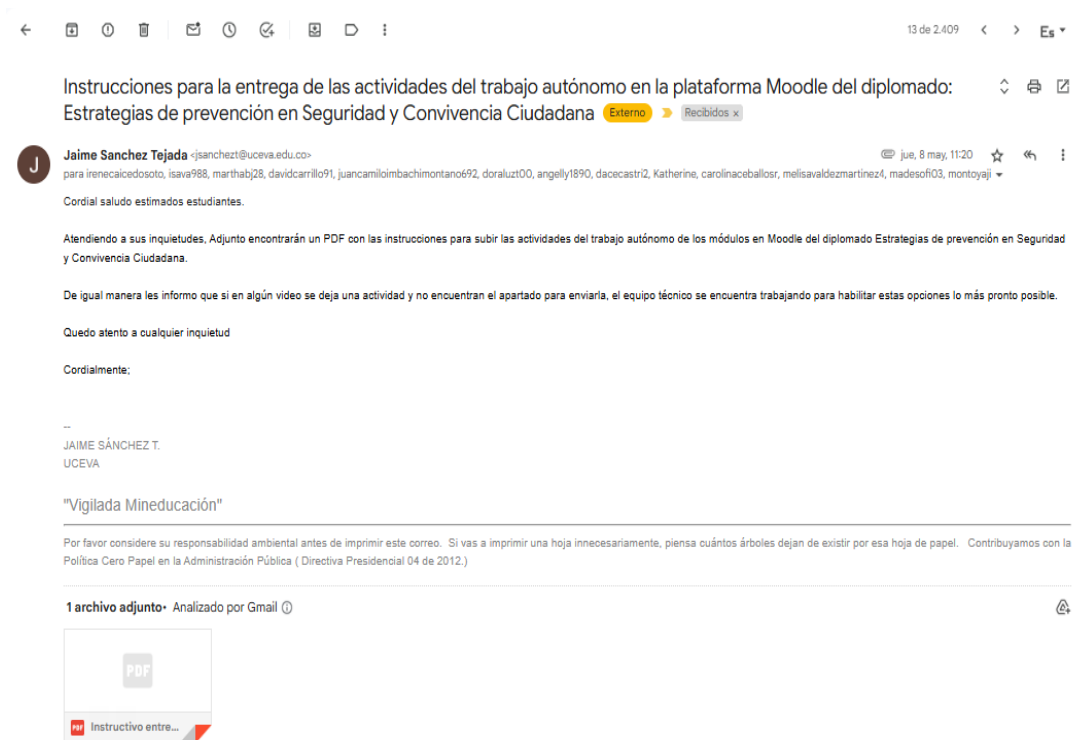 13 de 2.409
Es
Instrucciones para la entrega de las actividades del trabajo autónomo en la plataforma Moodle del diplomado:
Estrategias de prevención en Seguridad y Convivencia Ciudadana Externo Recibidos x
J
Jaime Sanchez Tejada <jsanchezt@uceva.edu.co> jue, 8 may, 11:20
para irenecaicedosoto, isava988, marthabj28, davidcarrillo91, juancamiloimbachimontano692, doraluzt00, angelly1890, dacecastri2, Katherine, carolinaceballosr, melisavaldezmartinez4, madesofi03, montoyaji
Cordial saludo estimados estudiantes.
Atendiendo a sus inquietudes, Adjunto encontrarán un PDF con las instrucciones para subir las actividades del trabajo autónomo de los módulos en Moodle del diplomado Estrategias de prevención en Seguridad
y Convivencia Ciudadana.
De igual manera les informo que si en algún video se deja una actividad y no encuentran el apartado para enviarla, el equipo técnico se encuentra trabajando para habilitar estas opciones lo más pronto posible.
Quedo atento a cualquier inquietud
Cordialmente;
--
JAIME SÁNCHEZ T.
UCEVA
"Vigilada Mineducación"
Por favor considere su responsabilidad ambiental antes de imprimir este correo. Si vas a imprimir una hoja innecesariamente, piensa cuántos árboles dejan de existir por esa hoja de papel. Contribuyamos con la
Política Cero Papel en la Administración Pública ( Directiva Presidencial 04 de 2012.)
1 archivo adjunto• Analizado por Gmail
PDF
PDF Instructivo entre...